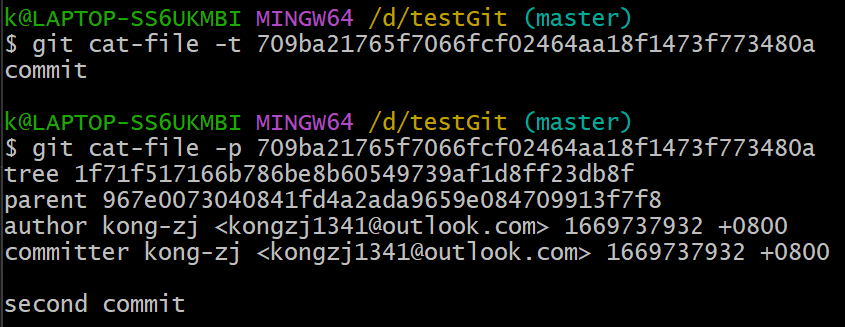 k@LAPTOP-SS6UKMBI MINGW64 /d/testGit (master)
$ git cat-file -t 709ba21765f7066fcf02464aa18f1473f773480a
commit
k@LAPTOP-SS6UKMBI MINGW64 /d/testGit (master)
$ git cat-file -p 709ba21765f7066fcf02464aa18f1473f773480a
tree 1f71f517166b786be8b60549739af1d8ff23db8f
parent 967e0073040841fd4a2ada9659e084709913f7f8
author kong-zj <kongzj1341@outlook.com> 1669737932 +0800
committer kong-zj <kongzj1341@outlook.com> 1669737932 +0800
second commit